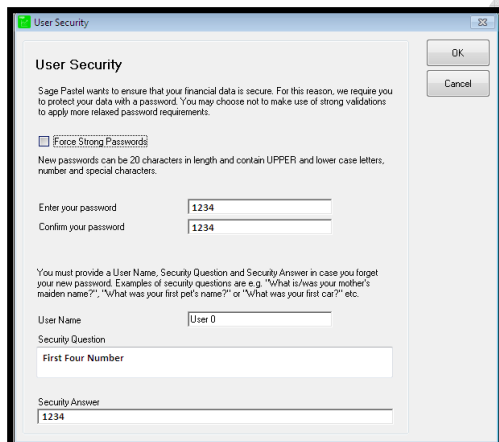 User Security
OK
User Security
Cancel
Sage Pastel wants to ensure that your financial data is secure. For this reason, we require you
to protect your data with a password. You may choose not to make use of strong validations
to apply more relaxed password requirements.
Force Strong Passwords
New passwords can be 20 characters in length and contain UPPER and lower case letters,
number and special characters.
Enter your password 1234
Confirm your password 1234
You must provide a User Name, Security Question and Security Answer in case you forget
your new password. Examples of security questions are e.g. "What is/was your mother's
maiden name?", "What was your first pet's name?" or "What was your first car?" etc.
User Name User 0
Security Question
First Four Number
Security Answer
1234